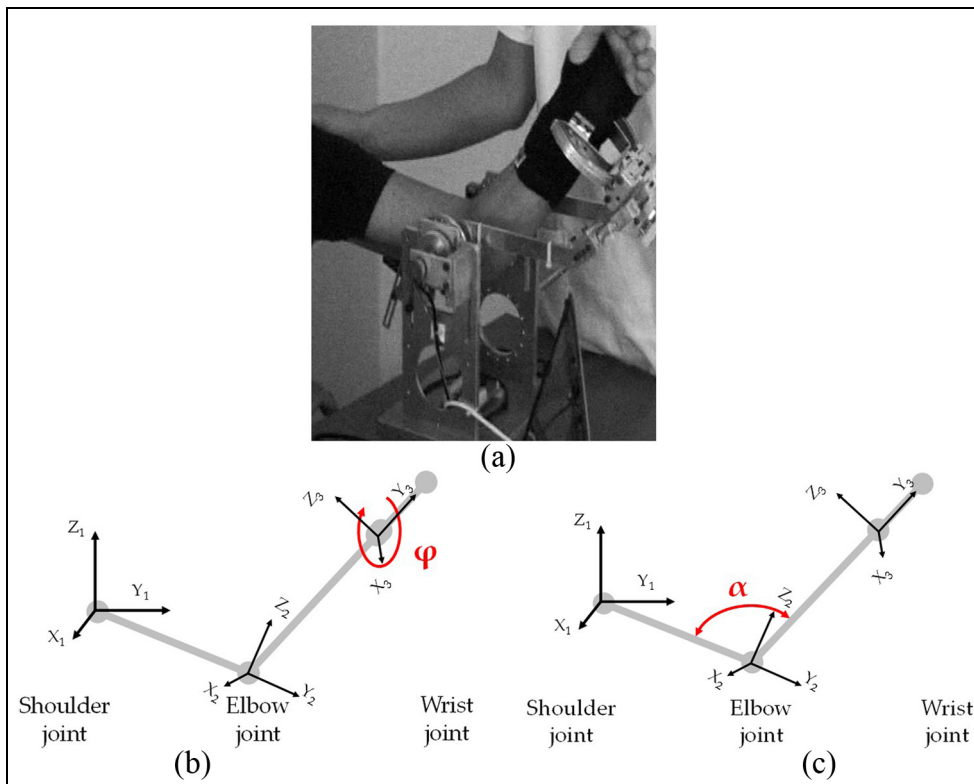 (a)
Z₁
Y₁
X₁
Z₂
X₂
Y₂
Z₃
Y₃
X₃
φ
Shoulder
joint
Elbow
joint
Wrist
joint
(b)
Z₁
Y₁
X₁
α
Z₂
X₂
Y₂
Z₃
Y₃
X₃
Shoulder
joint
Elbow
joint
Wrist
joint
(c)